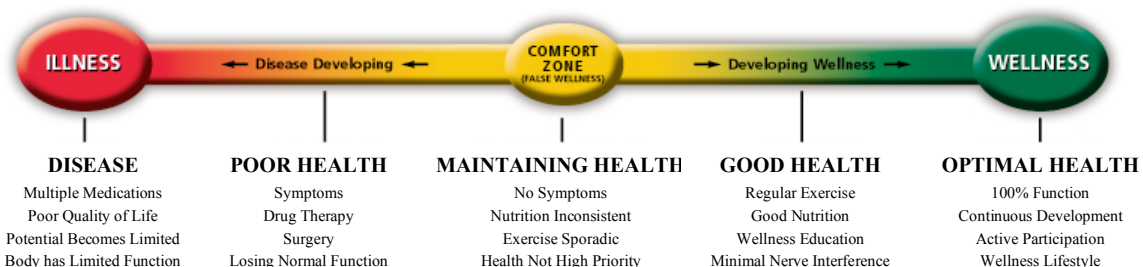 ILLNESS
← Disease Developing ←
COMFORT
ZONE
(FALSE WELLNESS)
→ Developing Wellness →
WELLNESS
DISEASE
Multiple Medications
Poor Quality of Life
Potential Becomes Limited
Body has Limited Function
POOR HEALTH
Symptoms
Drug Therapy
Surgery
Losing Normal Function
MAINTAINING HEALTH
No Symptoms
Nutrition Inconsistent
Exercise Sporadic
Health Not High Priority
GOOD HEALTH
Regular Exercise
Good Nutrition
Wellness Education
Minimal Nerve Interference
OPTIMAL HEALTH
100% Function
Continuous Development
Active Participation
Wellness Lifestyle